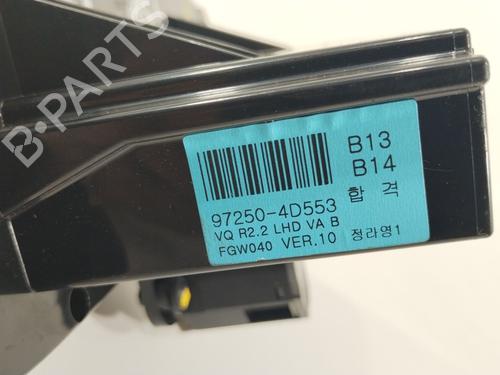 B-PARTS
B13
B14
합격
97250-4D553
VQ R2.2 LHD VA B
FGW040 VER.10 정라영1